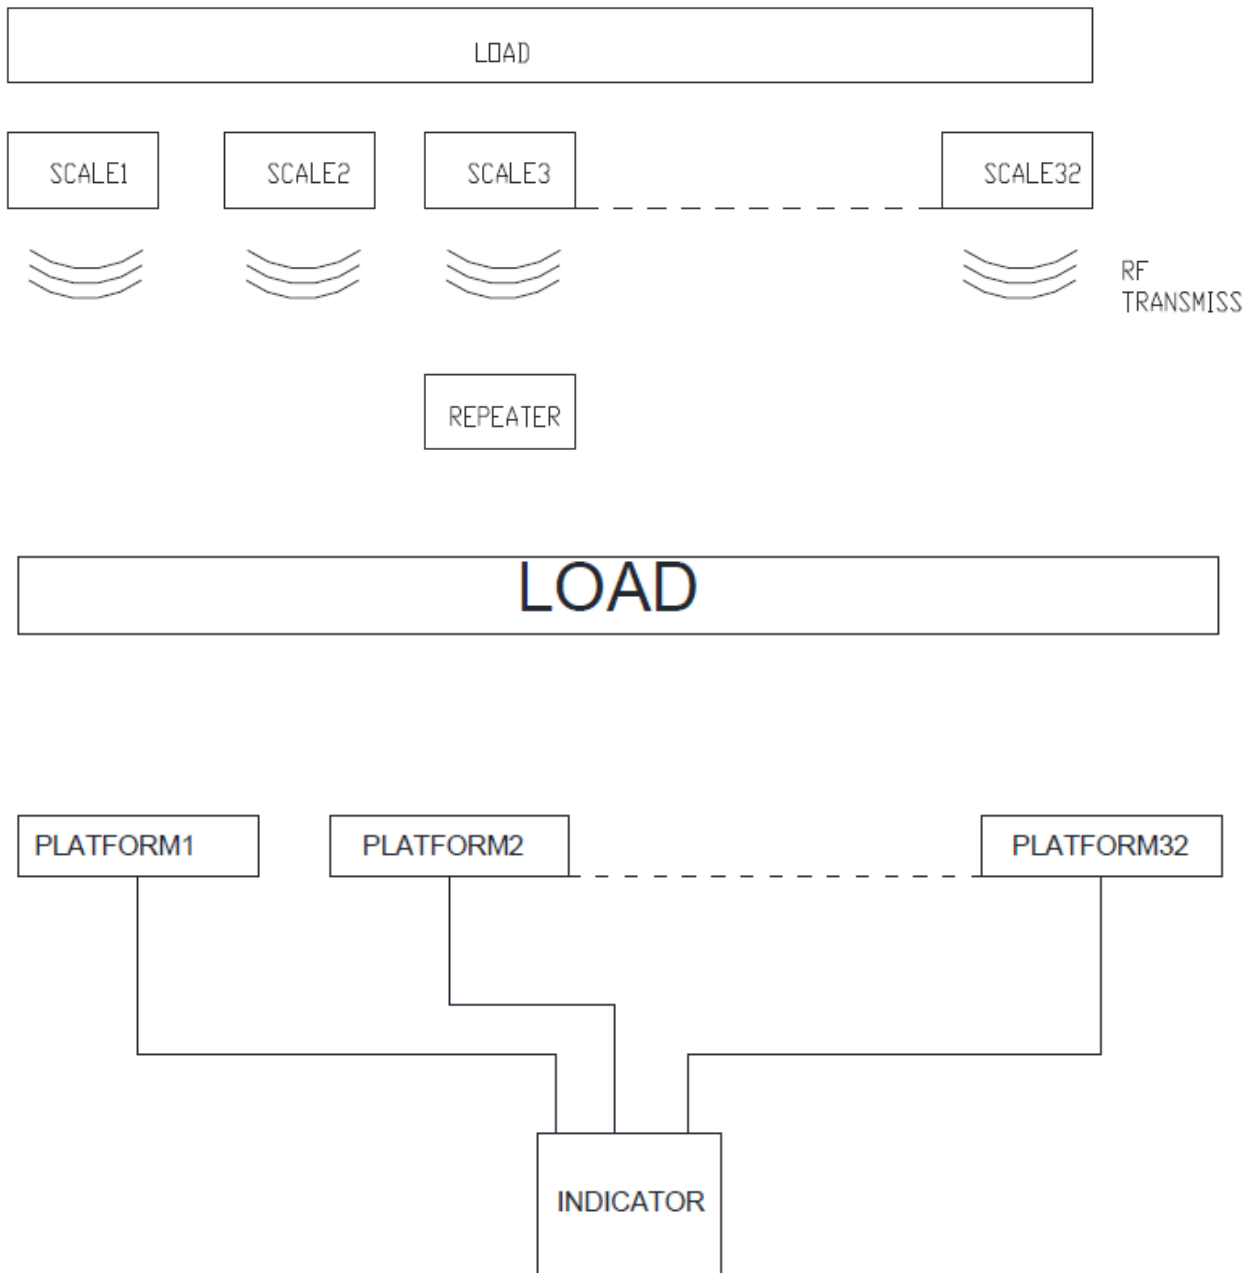 LOAD
SCALE1 SCALE2 SCALE3 SCALE32
RF
TRANSMISS
REPEATER
LOAD
PLATFORM1 PLATFORM2 PLATFORM32
INDICATOR